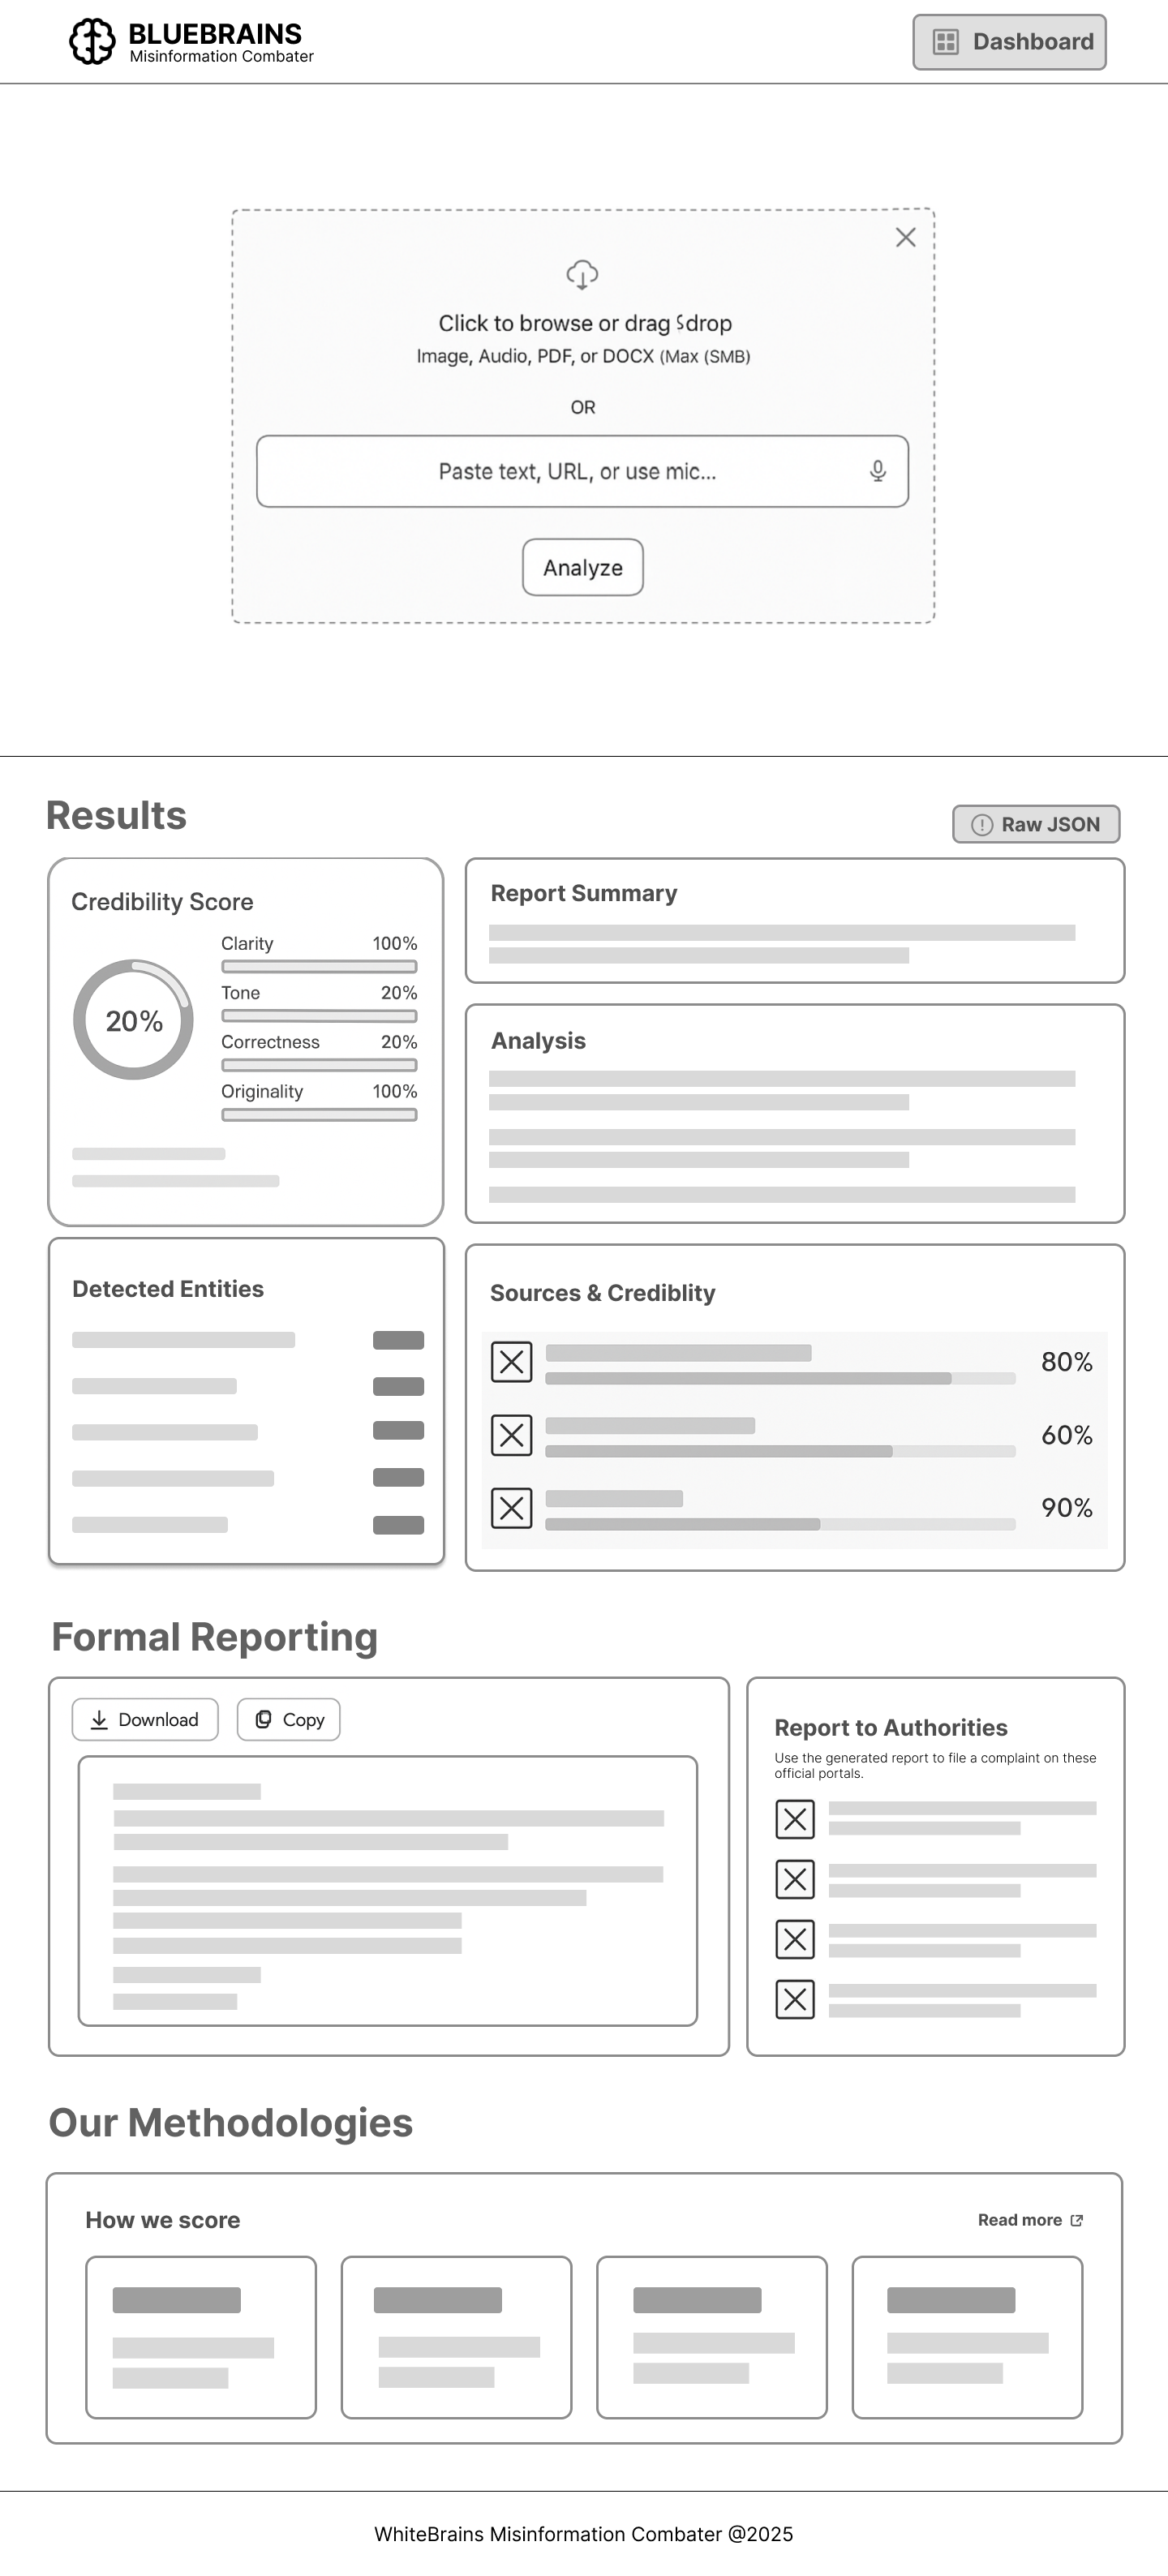 BLUEBRAINS
Misinformation Combater
Dashboard
Click to browse or drag drop
Image, Audio, PDF, or DOCX (Max (SMB)
OR
Paste text, URL, or use mic...
Analyze
Results
Raw JSON
Credibility Score
20%
Clarity 100%
Tone 20%
Correctness 20%
Originality 100%
Report Summary
Analysis
Detected Entities
Sources & Crediblity
80%
60%
90%
Formal Reporting
Download
Copy
Report to Authorities
Use the generated report to file a complaint on these
official portals.
Our Methodologies
How we score
Read more
WhiteBrains Misinformation Combater @2025